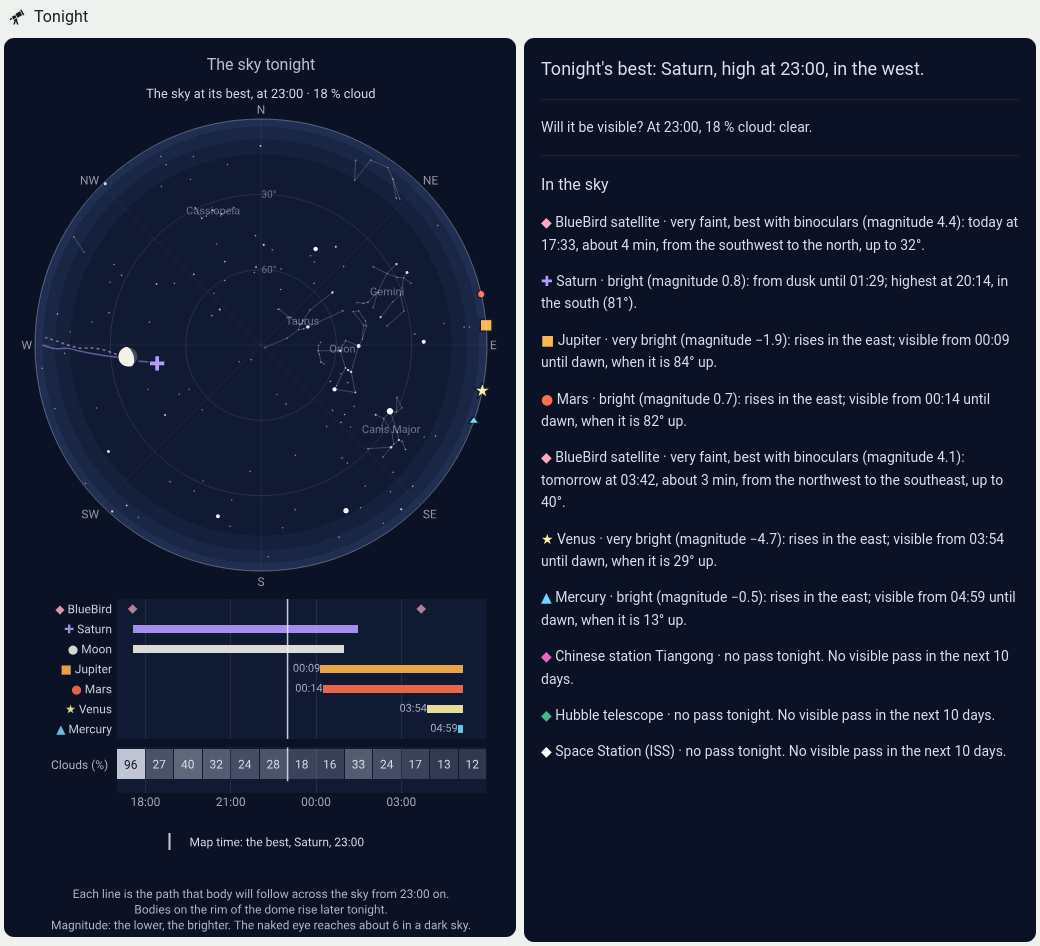 Tonight
The sky tonight
The sky at its best, at 23:00 · 18 % cloud
N
NW
NE
30°
Cassiopeia
60°
Gemini
Taurus
Orion
W
E
Canis Major
SW
SE
S
BlueBird
Saturn
Moon
Jupiter
00:09
Mars
00:14
Venus
03:54
Mercury
04:59
Clouds (%)
96 27 40 32 24 28 18 16 33 24 17 13 12
18:00 21:00 00:00 03:00
Map time: the best, Saturn, 23:00
Each line is the path that body will follow across the sky from 23:00 on.
Bodies on the rim of the dome rise later tonight.
Magnitude: the lower, the brighter. The naked eye reaches about 6 in a dark sky.
Tonight's best: Saturn, high at 23:00, in the west.
Will it be visible? At 23:00, 18 % cloud: clear.
In the sky
BlueBird satellite · very faint, best with binoculars (magnitude 4.4): today at
17:33, about 4 min, from the southwest to the north, up to 32°.
Saturn · bright (magnitude 0.8): from dusk until 01:29; highest at 20:14, in
the south (81°).
Jupiter · very bright (magnitude −1.9): rises in the east; visible from 00:09
until dawn, when it is 84° up.
Mars · bright (magnitude 0.7): rises in the east; visible from 00:14 until
dawn, when it is 82° up.
BlueBird satellite · very faint, best with binoculars (magnitude 4.1):
tomorrow at 03:42, about 3 min, from the northwest to the southeast, up to
40°.
Venus · very bright (magnitude −4.7): rises in the east; visible from 03:54
until dawn, when it is 29° up.
Mercury · bright (magnitude −0.5): rises in the east; visible from 04:59 until
dawn, when it is 13° up.
Chinese station Tiangong · no pass tonight. No visible pass in the next 10
days.
Hubble telescope · no pass tonight. No visible pass in the next 10 days.
Space Station (ISS) · no pass tonight. No visible pass in the next 10 days.